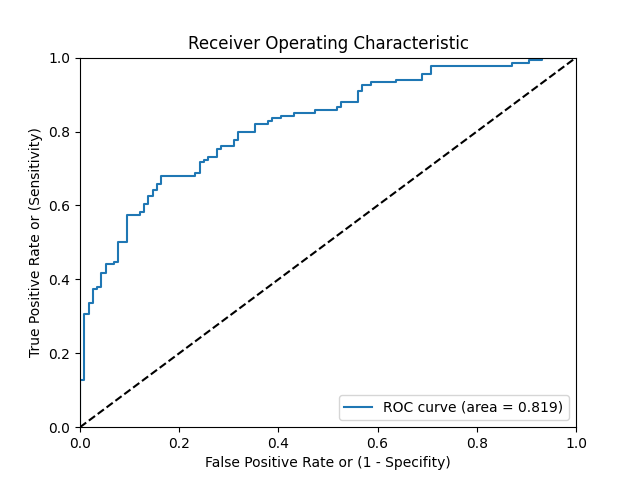 Receiver Operating Characteristic
1.0
0.8
0.6
0.4
0.2
0.0
True Positive Rate or (Sensitivity)
ROC curve (area = 0.819)
0.0 0.2 0.4 0.6 0.8 1.0
False Positive Rate or (1 - Specifity)